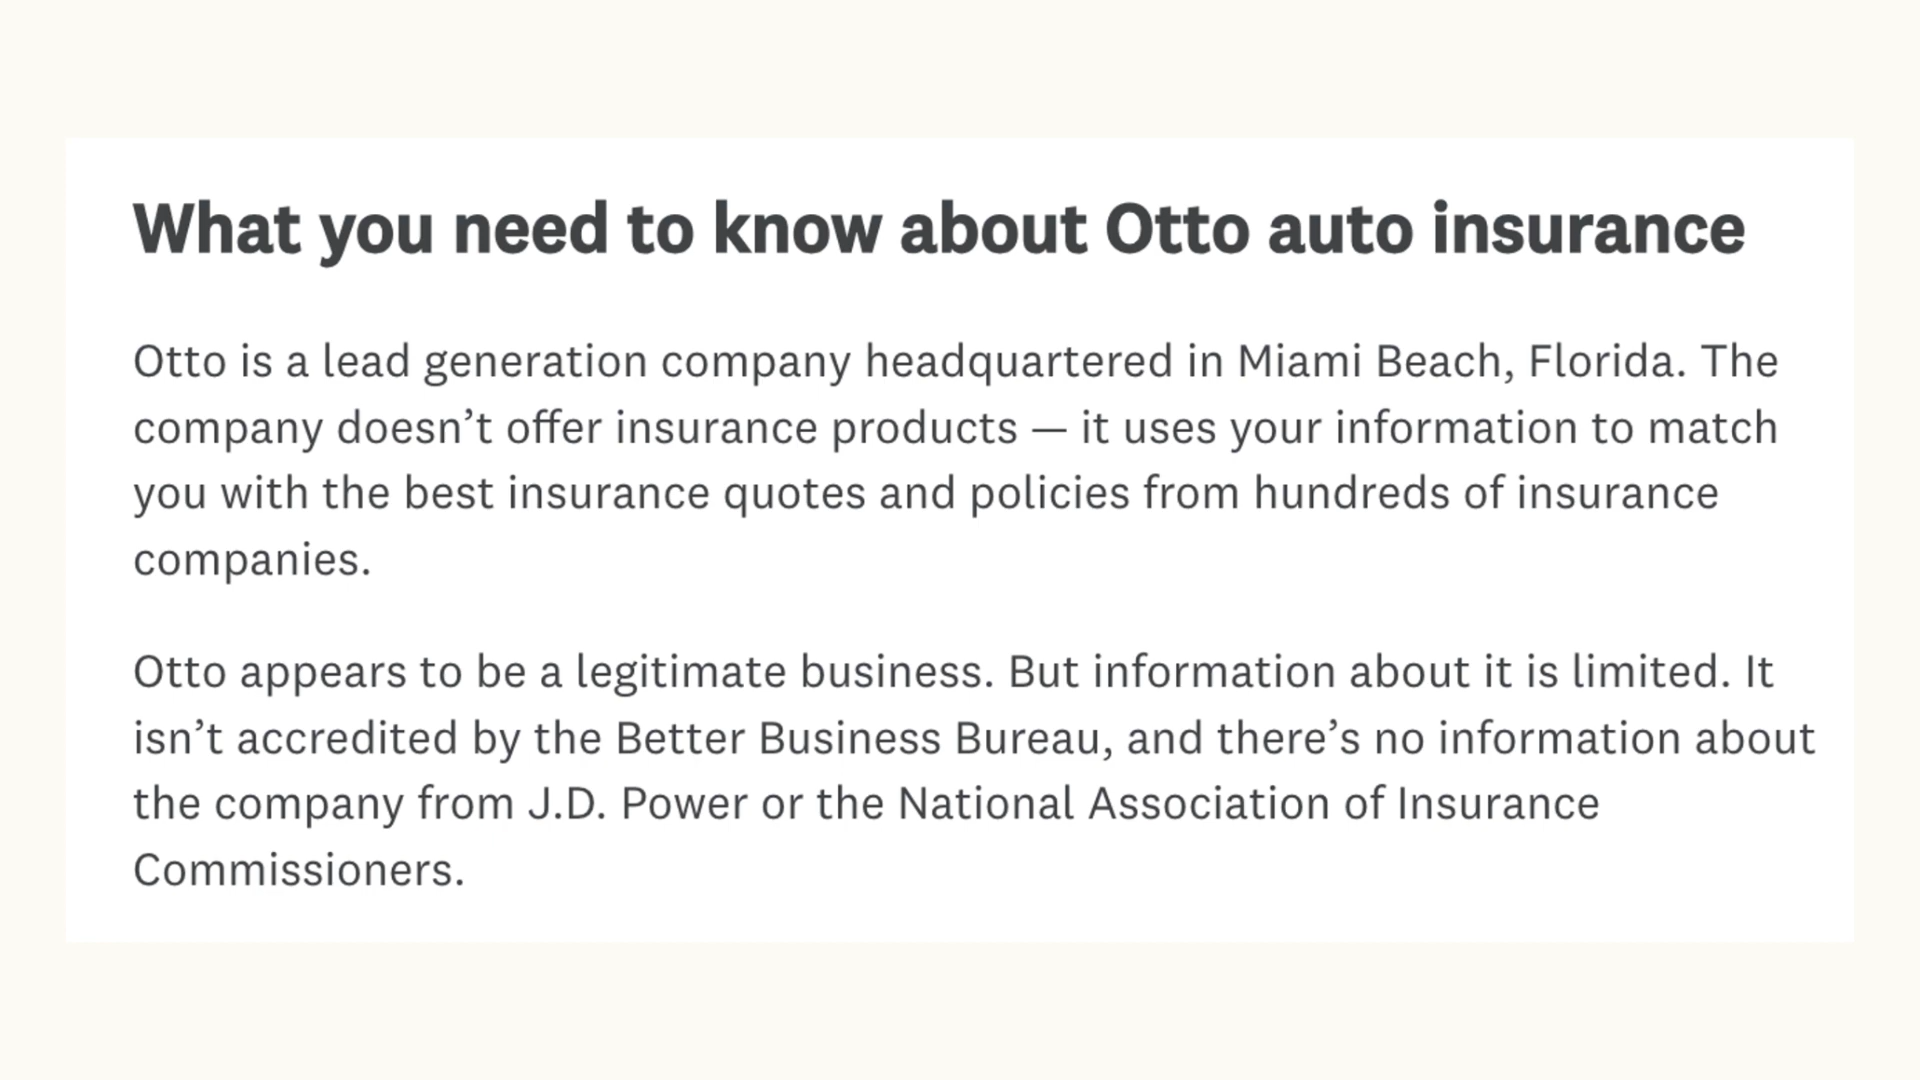 What you need to know about Otto auto insurance
Otto is a lead generation company headquartered in Miami Beach, Florida. The
company doesn’t offer insurance products — it uses your information to match
you with the best insurance quotes and policies from hundreds of insurance
companies.
Otto appears to be a legitimate business. But information about it is limited. It
isn’t accredited by the Better Business Bureau, and there’s no information about
the company from J.D. Power or the National Association of Insurance
Commissioners.